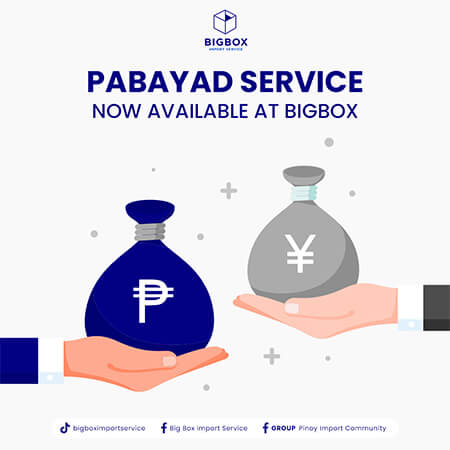 BIGBOX
IMPORT SERVICE
PABAYAD SERVICE
NOW AVAILABLE AT BIGBOX
₱
¥
bigboximportservice
Big Box Import Service
GROUP Pinoy Import Community